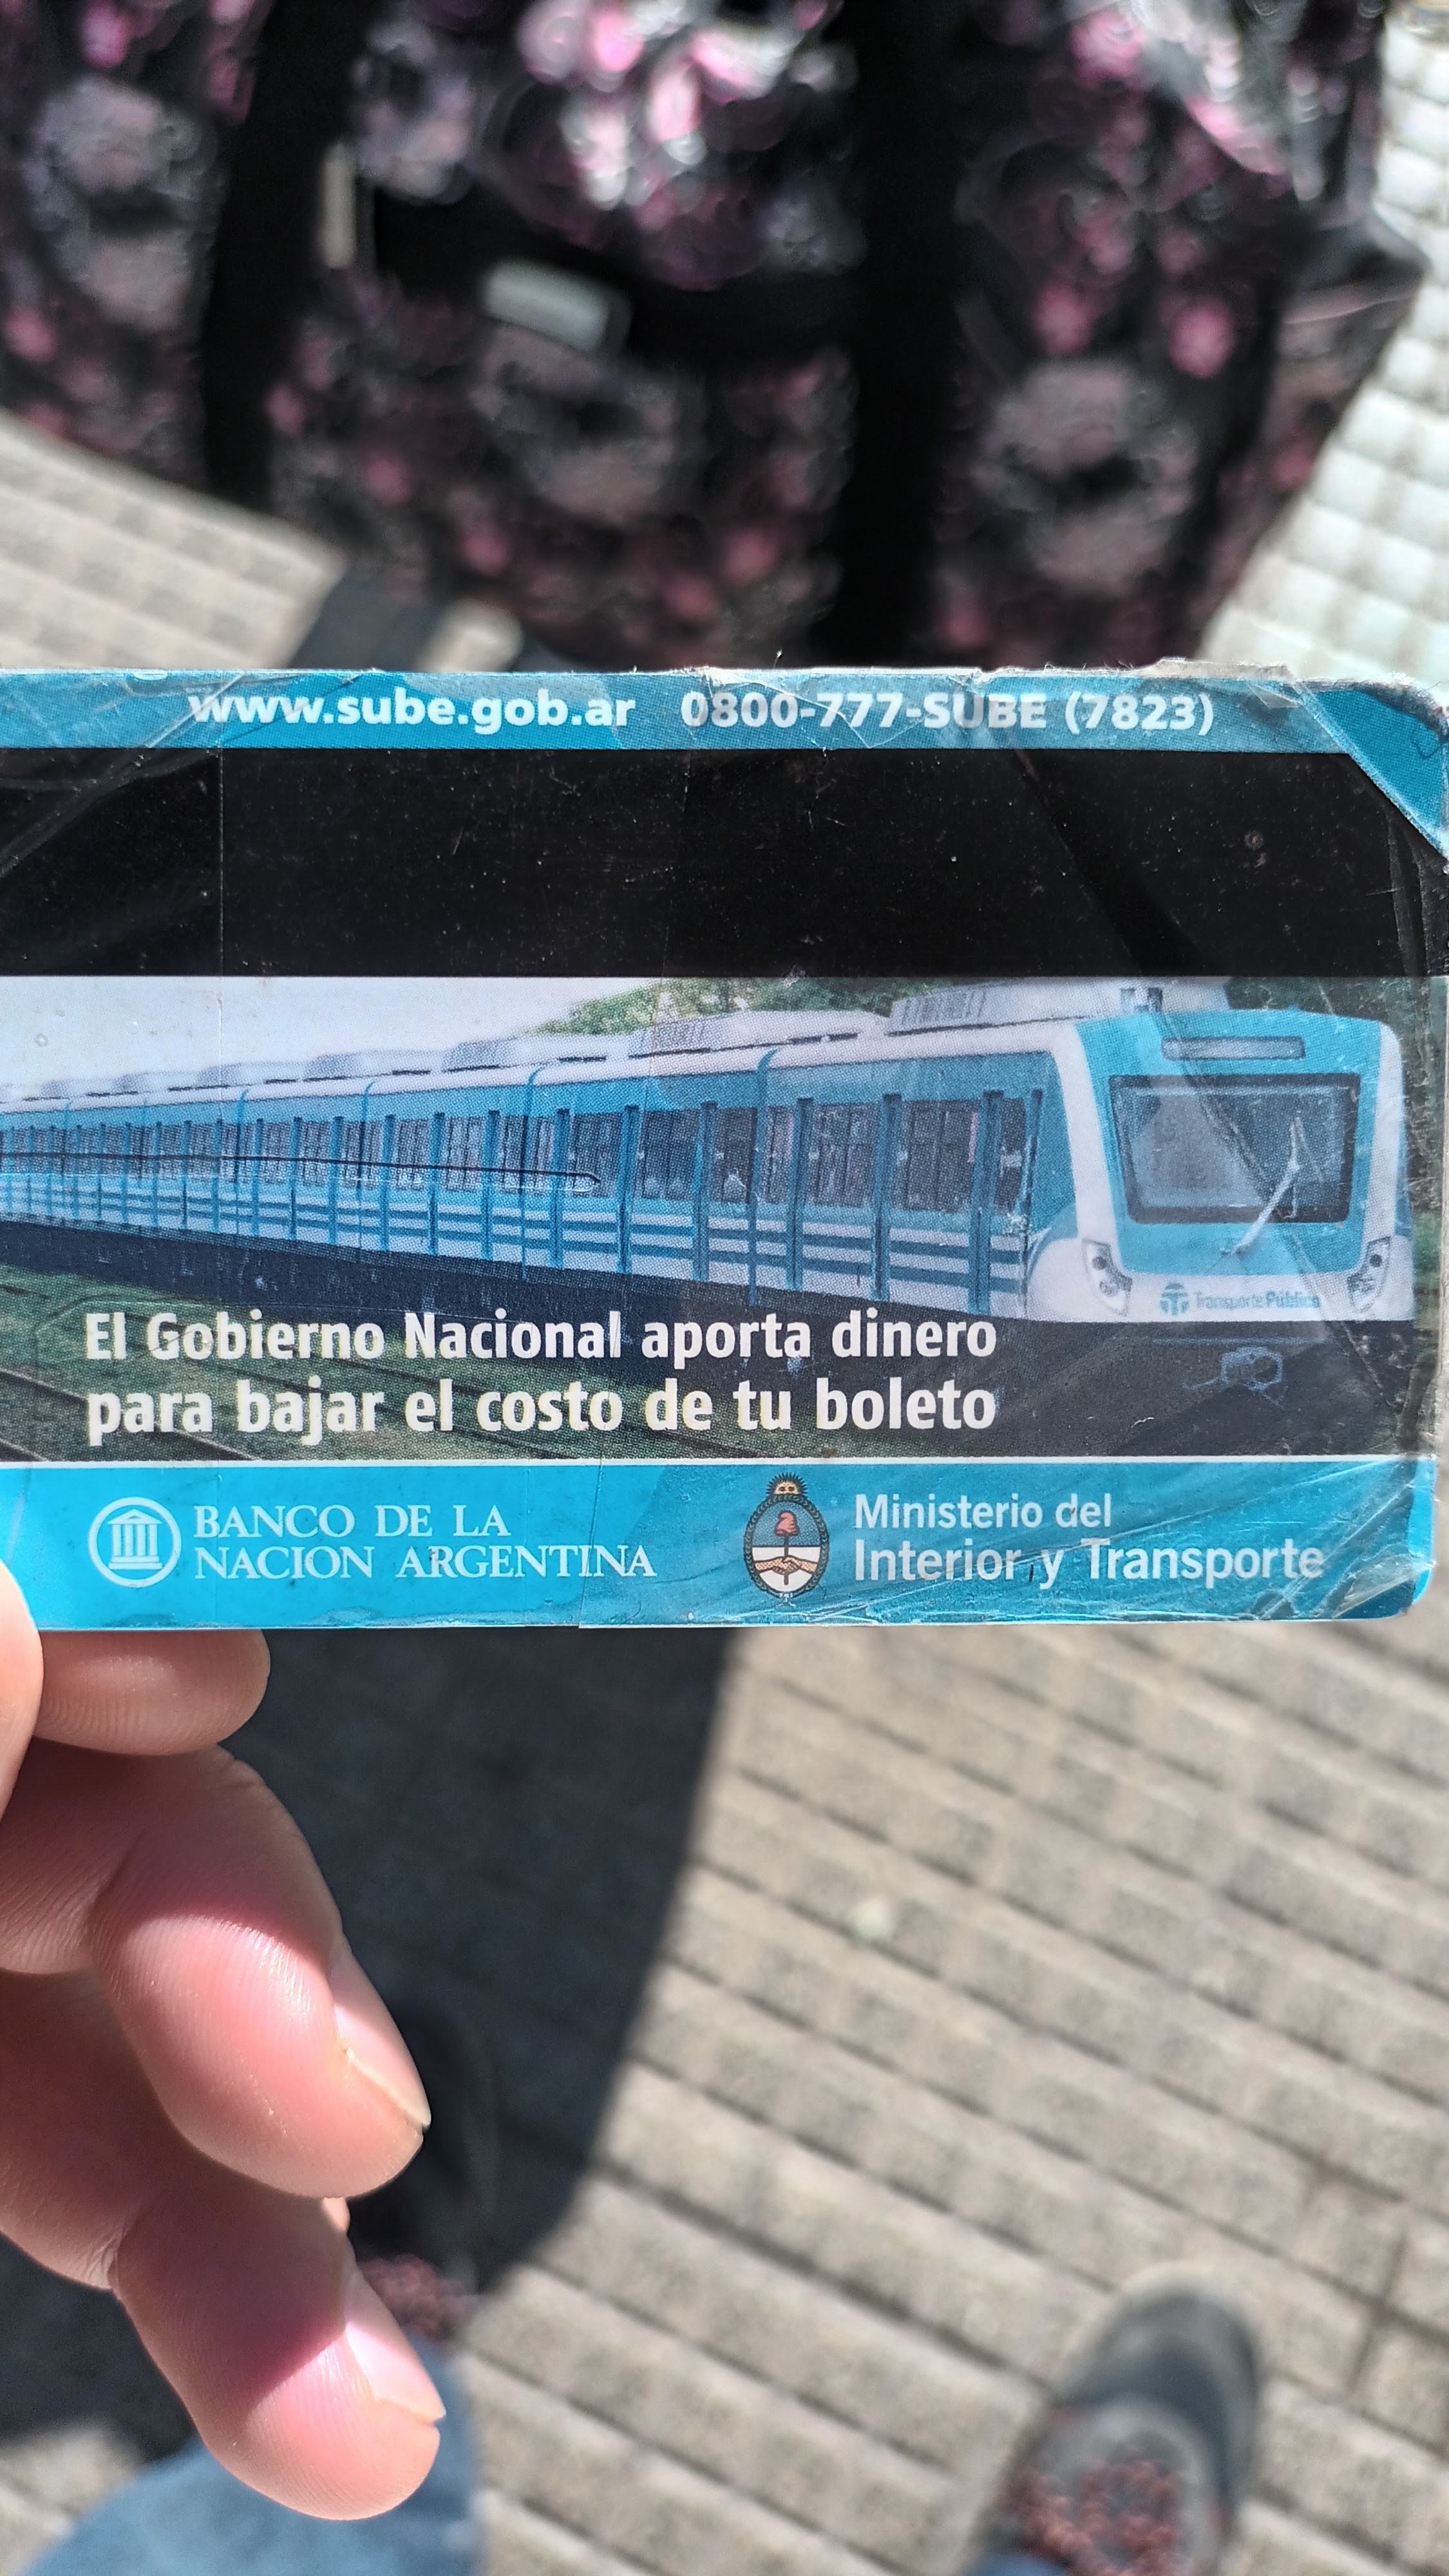 www.sube.gob.ar 0800-777-SUBE (7823)
TransportePúblico
El Gobierno Nacional aporta dinero
para bajar el costo de tu boleto
BANCO DE LA
NACION ARGENTINA
Ministerio del
Interior y Transporte